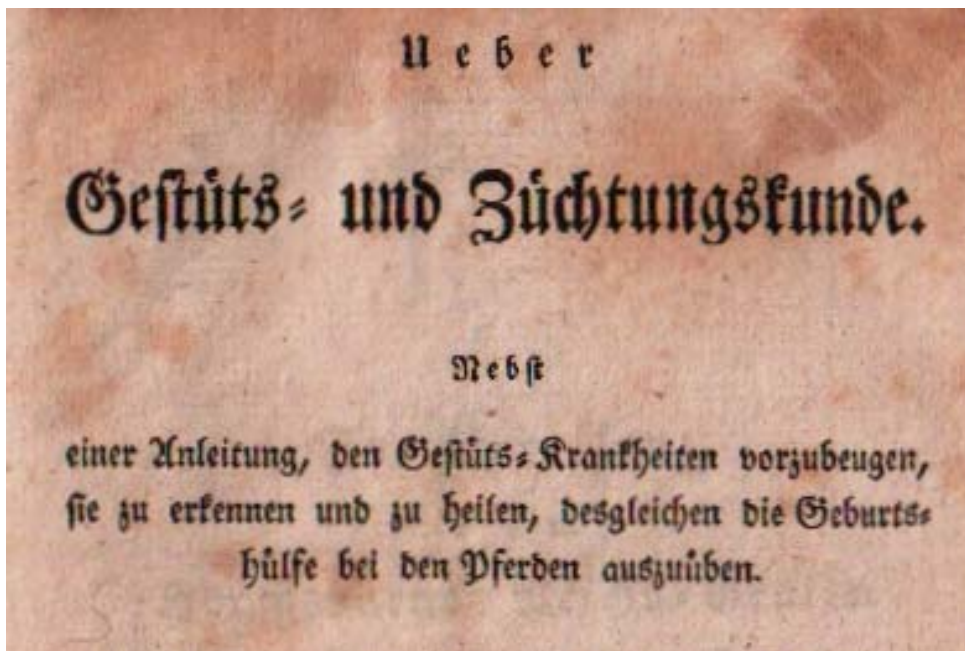 Ueber
Gestüts- und Züchtungskunde.
Nebst
einer Anleitung, den Gestüts-Krankheiten vorzubeugen,
sie zu erkennen und zu heilen, desgleichen die Geburts-
hülfe bei den Pferden auszuüben.